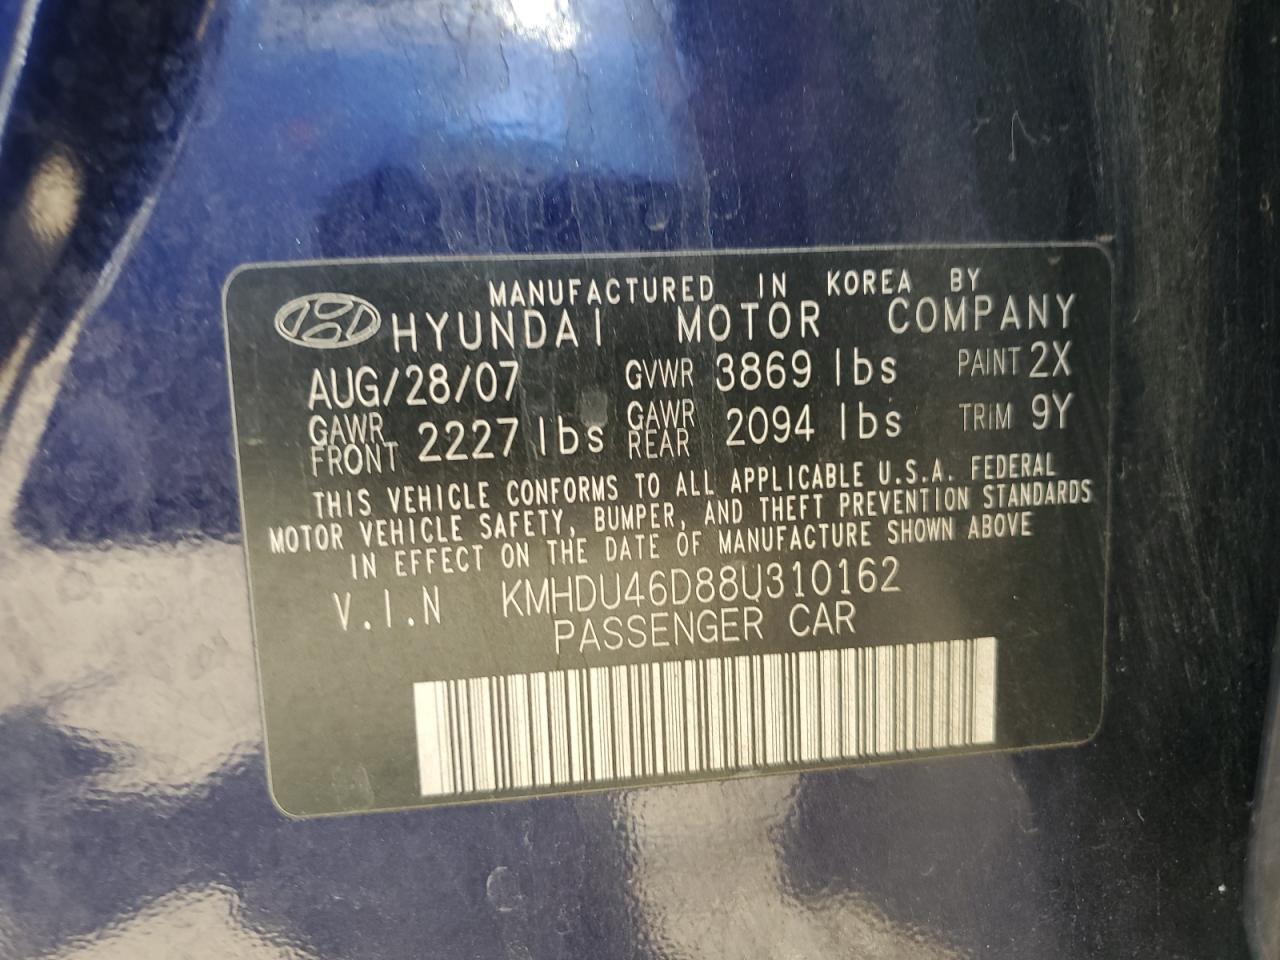 MANUFACTURED IN KOREA BY
HYUNDAI MOTOR COMPANY
AUG/28/07 GVWR 3869 lbs PAINT 2X
GAWR FRONT 2227 lbs GAWR REAR 2094 lbs TRIM 9Y
THIS VEHICLE CONFORMS TO ALL APPLICABLE U.S.A. FEDERAL
MOTOR VEHICLE SAFETY, BUMPER, AND THEFT PREVENTION STANDARDS
IN EFFECT ON THE DATE OF MANUFACTURE SHOWN ABOVE
V.I.N KMHDU46D88U310162
PASSENGER CAR